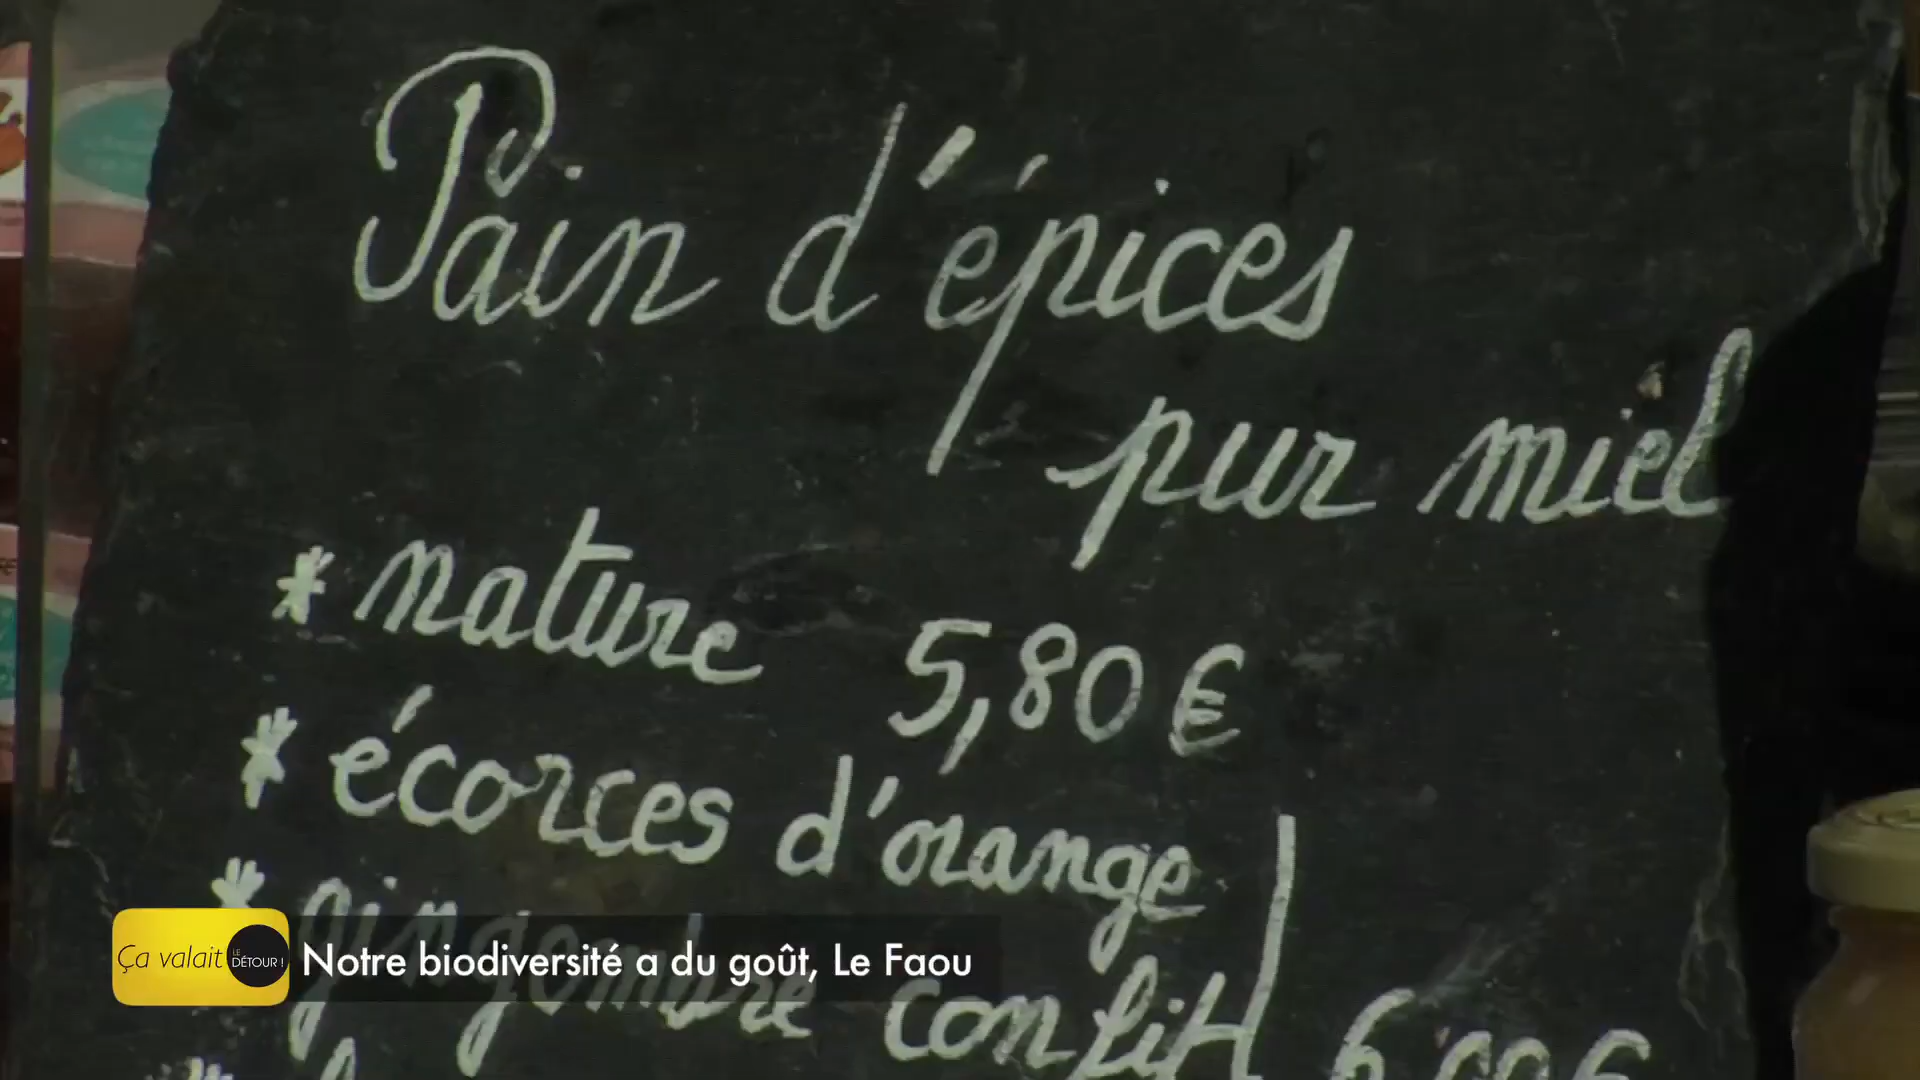 Pain d'épices
pur miel
* nature 5,80 €
* écorces d'orange
* gingembre confit
Ça valait LE DÉTOUR !
Notre biodiversité a du goût, Le Faou